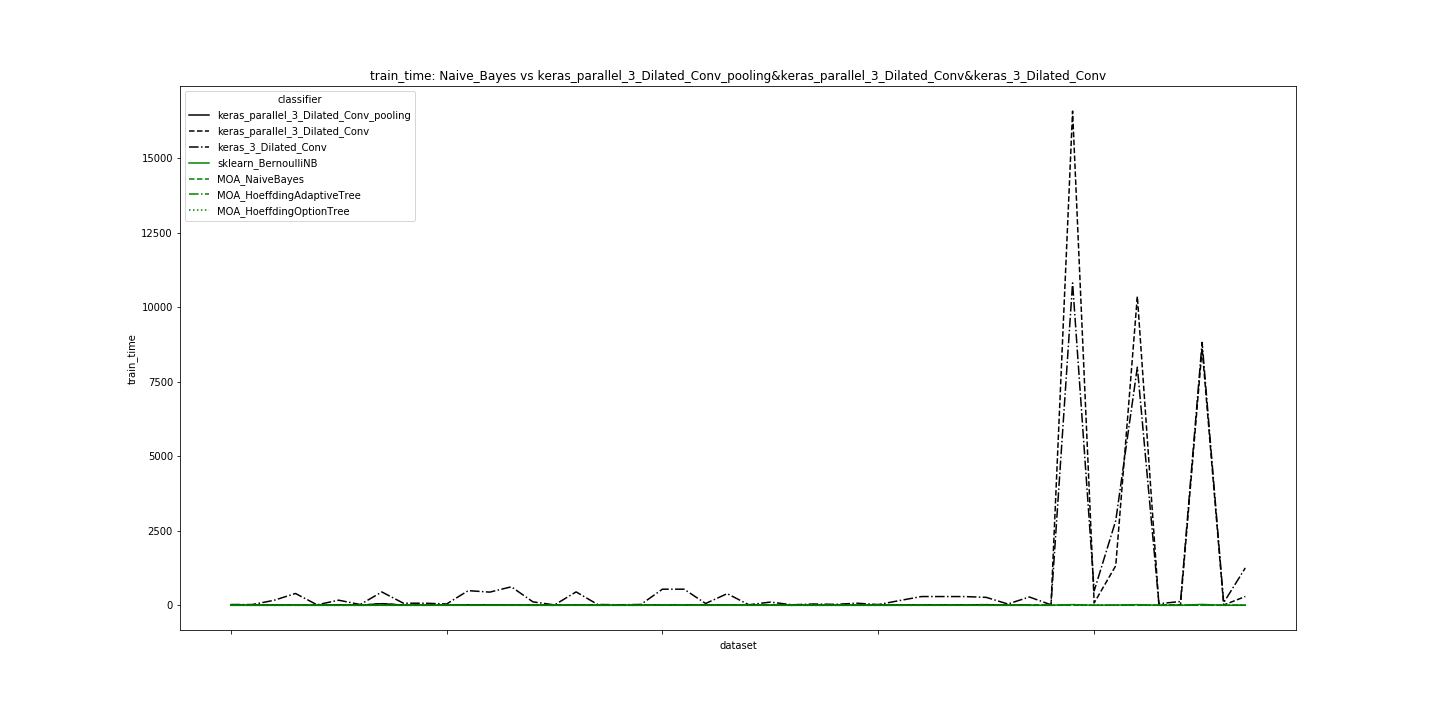 train_time: Naive_Bayes vs keras_parallel_3_Dilated_Conv_pooling&keras_parallel_3_Dilated_Conv&keras_3_Dilated_Conv
classifier
keras_parallel_3_Dilated_Conv_pooling
keras_parallel_3_Dilated_Conv
keras_3_Dilated_Conv
sklearn_BernoulliNB
MOA_NaiveBayes
MOA_HoeffdingAdaptiveTree
MOA_HoeffdingOptionTree
15000
12500
10000
7500
5000
2500
0
train_time
dataset